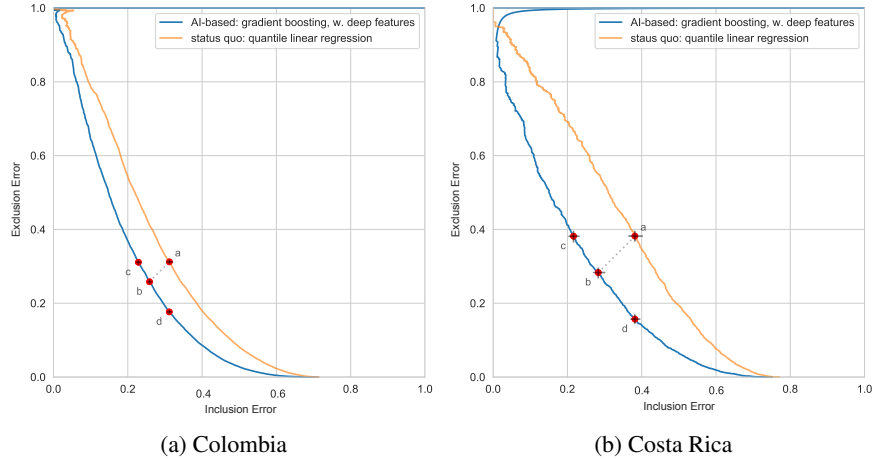 AI-based: gradient boosting, w. deep features
status quo: quantile linear regression
1.0
0.8
0.6
0.4
0.2
0.0
Exclusion Error
a
c
b
d
0.0 0.2 0.4 0.6 0.8 1.0
Inclusion Error
(a) Colombia
AI-based: gradient boosting, w. deep features
status quo: quantile linear regression
1.0
0.8
0.6
0.4
0.2
0.0
Exclusion Error
a
c
b
d
0.0 0.2 0.4 0.6 0.8 1.0
Inclusion Error
(b) Costa Rica